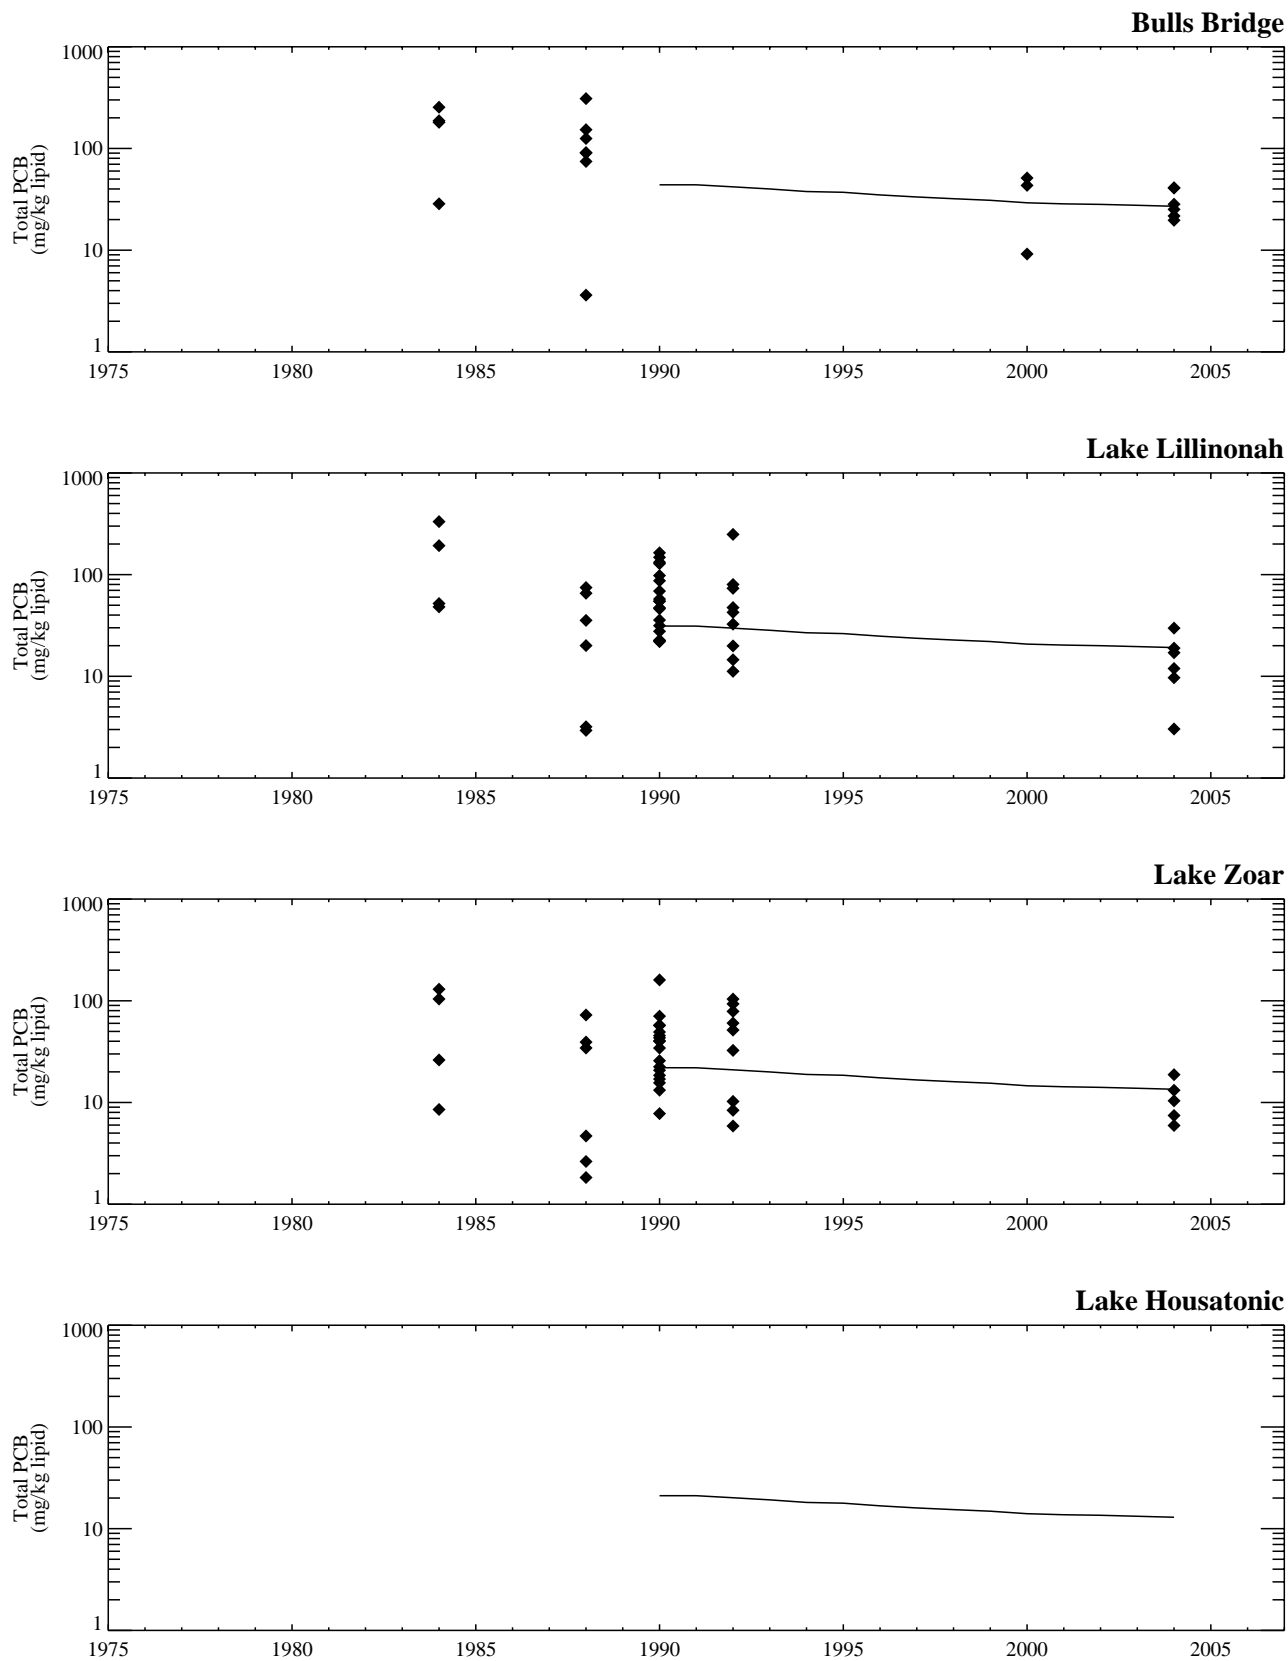 Bulls Bridge
1000
100
10
1
Total PCB
(mg/kg lipid)
1975 1980 1985 1990 1995 2000 2005
Lake Lillinonah
1000
100
10
1
Total PCB
(mg/kg lipid)
1975 1980 1985 1990 1995 2000 2005
Lake Zoar
1000
100
10
1
Total PCB
(mg/kg lipid)
1975 1980 1985 1990 1995 2000 2005
Lake Housatonic
1000
100
10
1
Total PCB
(mg/kg lipid)
1975 1980 1985 1990 1995 2000 2005